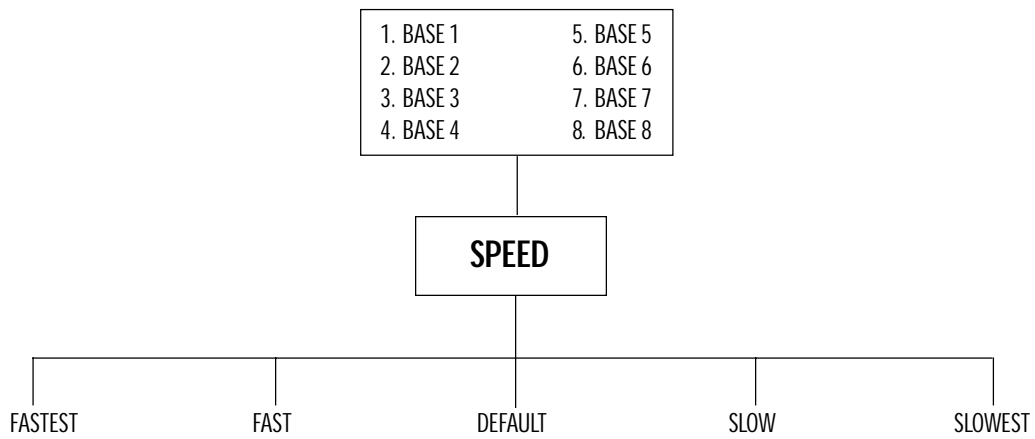 1. BASE 1
2. BASE 2
3. BASE 3
4. BASE 4
5. BASE 5
6. BASE 6
7. BASE 7
8. BASE 8
SPEED
FASTEST FAST DEFAULT SLOW SLOWEST